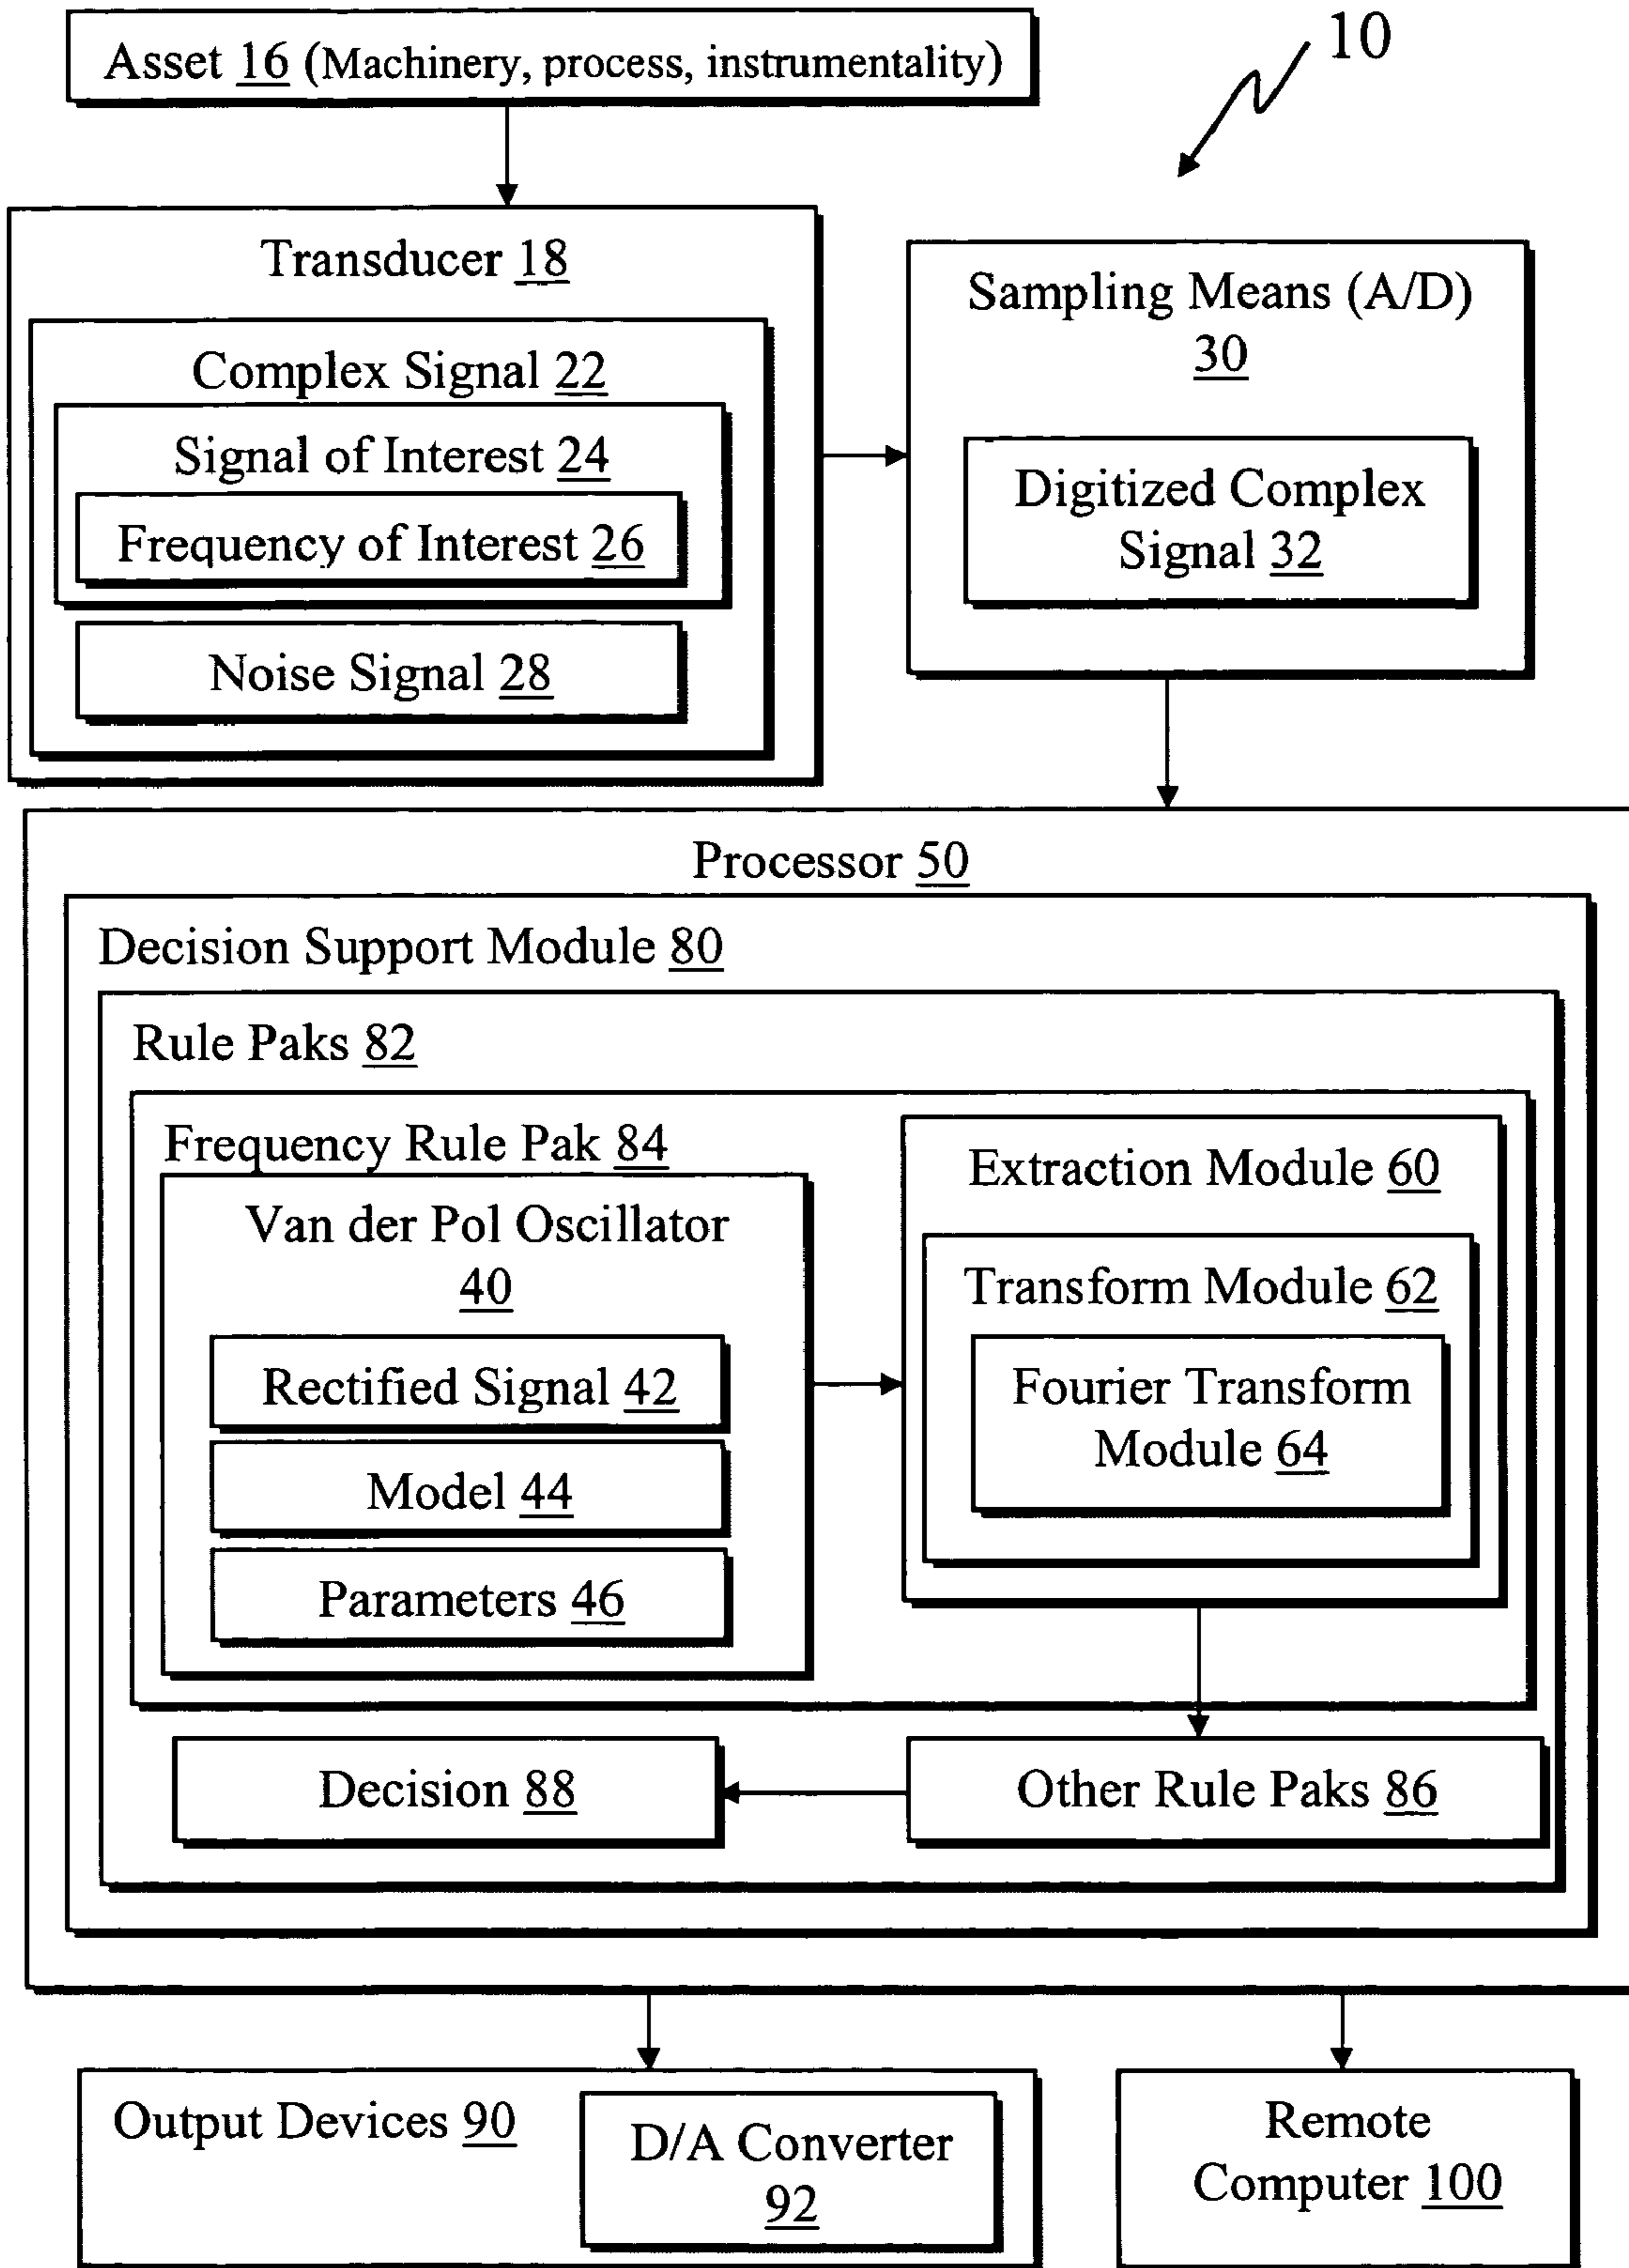 Asset 16 (Machinery, process, instrumentality)
10
Transducer 18
Complex Signal 22
Signal of Interest 24
Frequency of Interest 26
Noise Signal 28
Sampling Means (A/D)
30
Digitized Complex
Signal 32
Processor 50
Decision Support Module 80
Rule Paks 82
Frequency Rule Pak 84
Van der Pol Oscillator
40
Rectified Signal 42
Model 44
Parameters 46
Extraction Module 60
Transform Module 62
Fourier Transform
Module 64
Decision 88
Other Rule Paks 86
Output Devices 90
D/A Converter
92
Remote
Computer 100